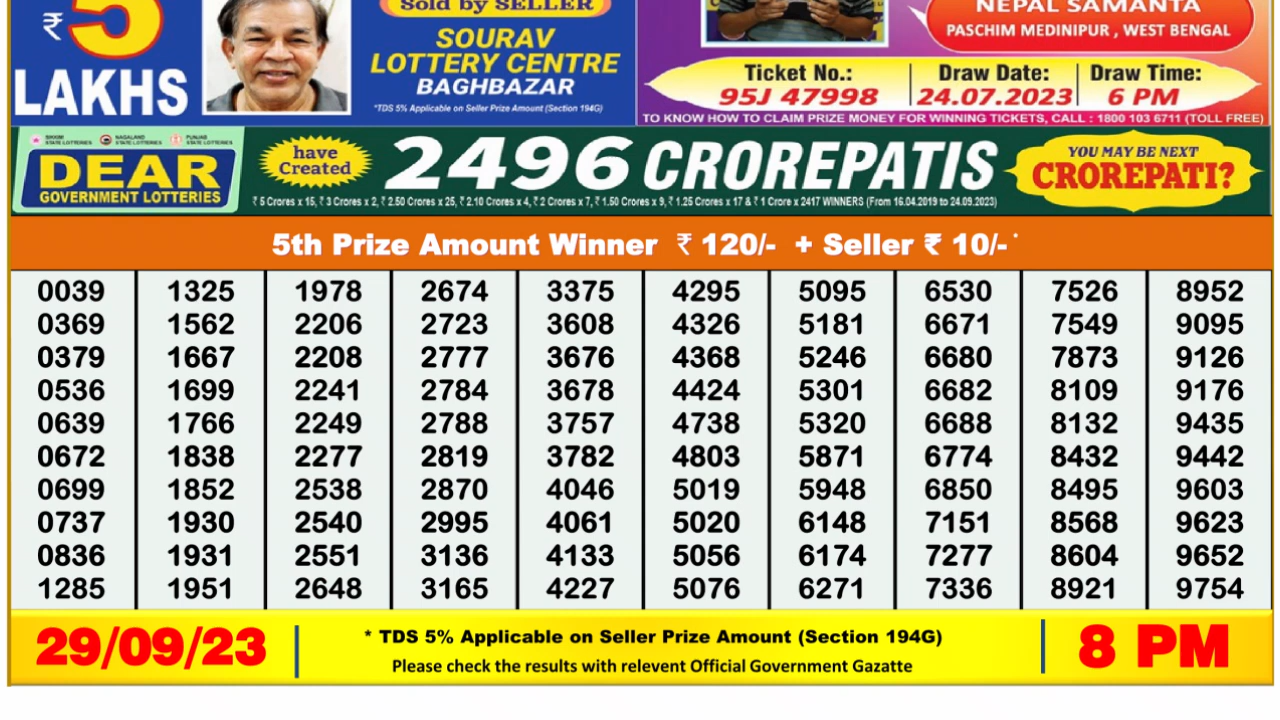 Sold by SELLER
₹ 5
LAKHS
SOURAV
LOTTERY CENTRE
BAGHBAZAR
*TDS 5% Applicable on Seller Prize Amount (Section 194G)
NEPAL SAMANTA
PASCHIM MEDINIPUR , WEST BENGAL
Ticket No.: Draw Date: Draw Time:
95J 47998 24.07.2023 6 PM
TO KNOW HOW TO CLAIM PRIZE MONEY FOR WINNING TICKETS, CALL : 1800 103 6711 (TOLL FREE)
SIKKIM STATE LOTTERIES NAGALAND STATE LOTTERIES PUNJAB STATE LOTTERIES
DEAR
GOVERNMENT LOTTERIES
have
Created
2496 CROREPATIS
₹ 5 Crores x 15, ₹ 3 Crores x 2, ₹ 2.50 Crores x 25, ₹ 2.10 Crores x 4, ₹ 2 Crores x 7, ₹ 1.50 Crores x 9, ₹ 1.25 Crores x 17 & ₹ 1 Crore x 2417 WINNERS (From 16.04.2019 to 24.09.2023)
YOU MAY BE NEXT
CROREPATI?
5th Prize Amount Winner ₹ 120/- + Seller ₹ 10/- *
0039 1325 1978 2674 3375 4295 5095 6530 7526 8952
0369 1562 2206 2723 3608 4326 5181 6671 7549 9095
0379 1667 2208 2777 3676 4368 5246 6680 7873 9126
0536 1699 2241 2784 3678 4424 5301 6682 8109 9176
0639 1766 2249 2788 3757 4738 5320 6688 8132 9435
0672 1838 2277 2819 3782 4803 5871 6774 8432 9442
0699 1852 2538 2870 4046 5019 5948 6850 8495 9603
0737 1930 2540 2995 4061 5020 6148 7151 8568 9623
0836 1931 2551 3136 4133 5056 6174 7277 8604 9652
1285 1951 2648 3165 4227 5076 6271 7336 8921 9754
29/09/23
* TDS 5% Applicable on Seller Prize Amount (Section 194G)
Please check the results with relevent Official Government Gazatte
8 PM